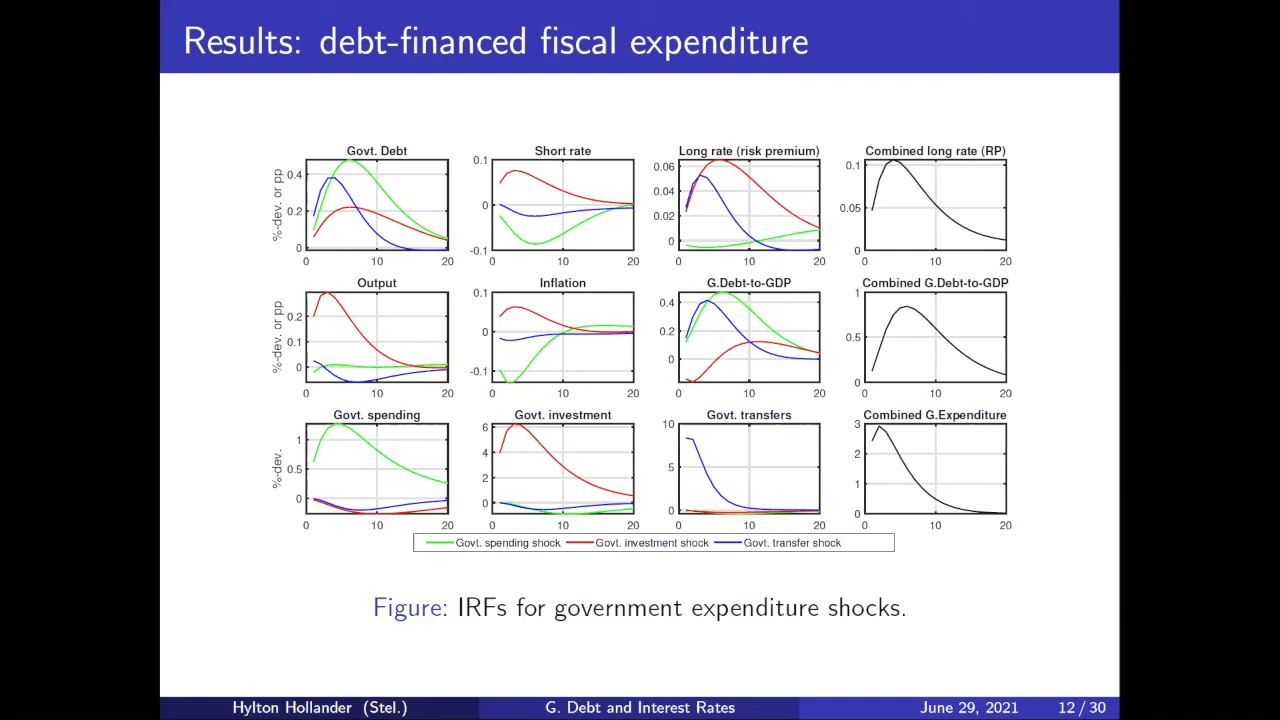 Results: debt-financed fiscal expenditure
Govt. Debt
Short rate
Long rate (risk premium)
Combined long rate (RP)
%-dev. or pp
0.4
0.2
0
0 10 20
0.1
0
-0.1
0 10 20
0.06
0.04
0.02
0
0 10 20
0.1
0.05
0
0 10 20
Output
Inflation
G.Debt-to-GDP
Combined G.Debt-to-GDP
%-dev. or pp
0.2
0.1
0
0 10 20
0.1
0
-0.1
0 10 20
0.4
0.2
0
0 10 20
1
0.5
0
0 10 20
Govt. spending
Govt. investment
Govt. transfers
Combined G.Expenditure
%-dev.
1
0.5
0
0 10 20
6
4
2
0
0 10 20
10
5
0
0 10 20
3
2
1
0
0 10 20
Govt. spending shock Govt. investment shock Govt. transfer shock
Figure: IRFs for government expenditure shocks.
Hylton Hollander (Stel.) G. Debt and Interest Rates June 29, 2021 12 / 30